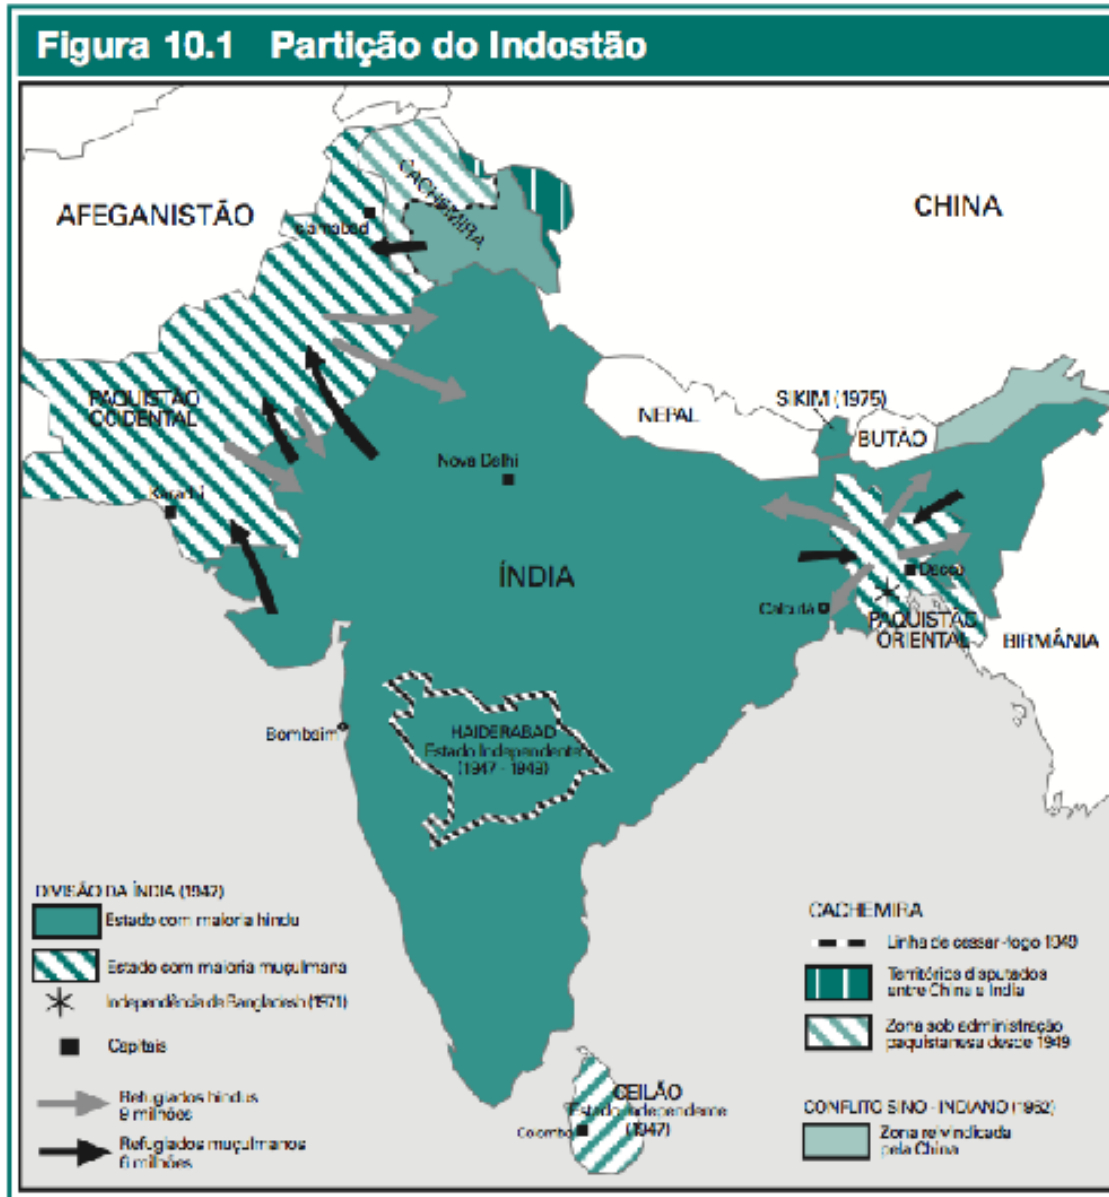 Figura 10.1 Partição do Indostão
AFEGANISTÃO
CHINA
CACHEMIRA
Islamabad
PAQUISTÃO
OCIDENTAL
Karachi
NEPAL
SIKIM (1975)
BUTÃO
Nova Delhi
ÍNDIA
Dacca
Calcutá
PAQUISTÃO
ORIENTAL
BIRMÂNIA
Bombaim
HAIDERABAD
Estado Independente
(1947 - 1949)
DIVISÃO DA ÍNDIA (1947)
Estado com maioria hindu
Estado com maioria muçulmana
Independência de Bangladesh (1971)
Capitais
Refugiados hindus
9 milhões
Refugiados muçulmanos
6 milhões
CEILÃO
Estado Independente
(1947)
Colombo
CACHEMIRA
Linha de cessar-fogo 1949
Territórios disputados
entre China e India
Zona sob administração
paquistanesa desde 1949
CONFLITO SINO - INDIANO (1962)
Zona reivindicada
pela China